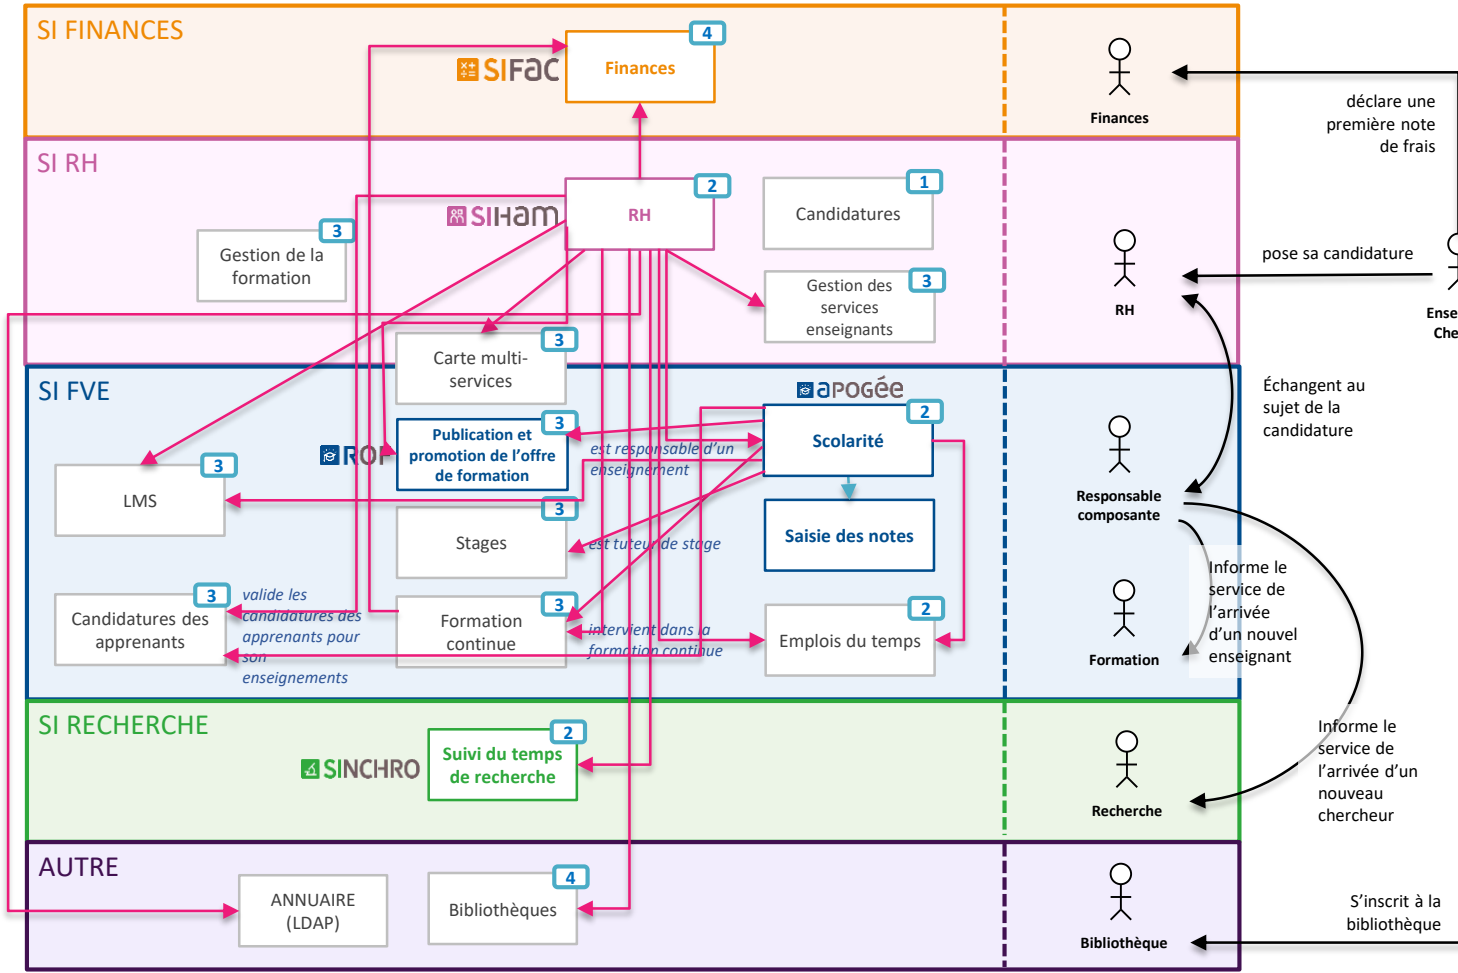 SI FINANCES
SIFAC
Finances
4
Finances
déclare une
première note
de frais
SI RH
SIHAM
RH
2
Candidatures
1
Gestion de la
formation
3
Gestion des
services
enseignants
3
Carte multi-
services
3
RH
pose sa candidature
Ense
Che
SI FVE
aPOGée
ROF
Publication et
promotion de l'offre
de formation
3
Scolarité
2
est responsable d'un
enseignement
LMS
3
Stages
3
est tuteur de stage
Saisie des notes
Candidatures des
apprenants
3
valide les
candidatures des
apprenants pour
son
enseignements
Formation
continue
3
intervient dans la
formation continue
Emplois du temps
2
Responsable
composante
Formation
Échangent au
sujet de la
candidature
Informe le
service de
l'arrivée
d'un nouvel
enseignant
SI RECHERCHE
SINCHRO
Suivi du temps
de recherche
2
Recherche
Informe le
service de
l'arrivée d'un
nouveau
chercheur
AUTRE
ANNUAIRE
(LDAP)
Bibliothèques
4
Bibliothèque
S'inscrit à la
bibliothèque